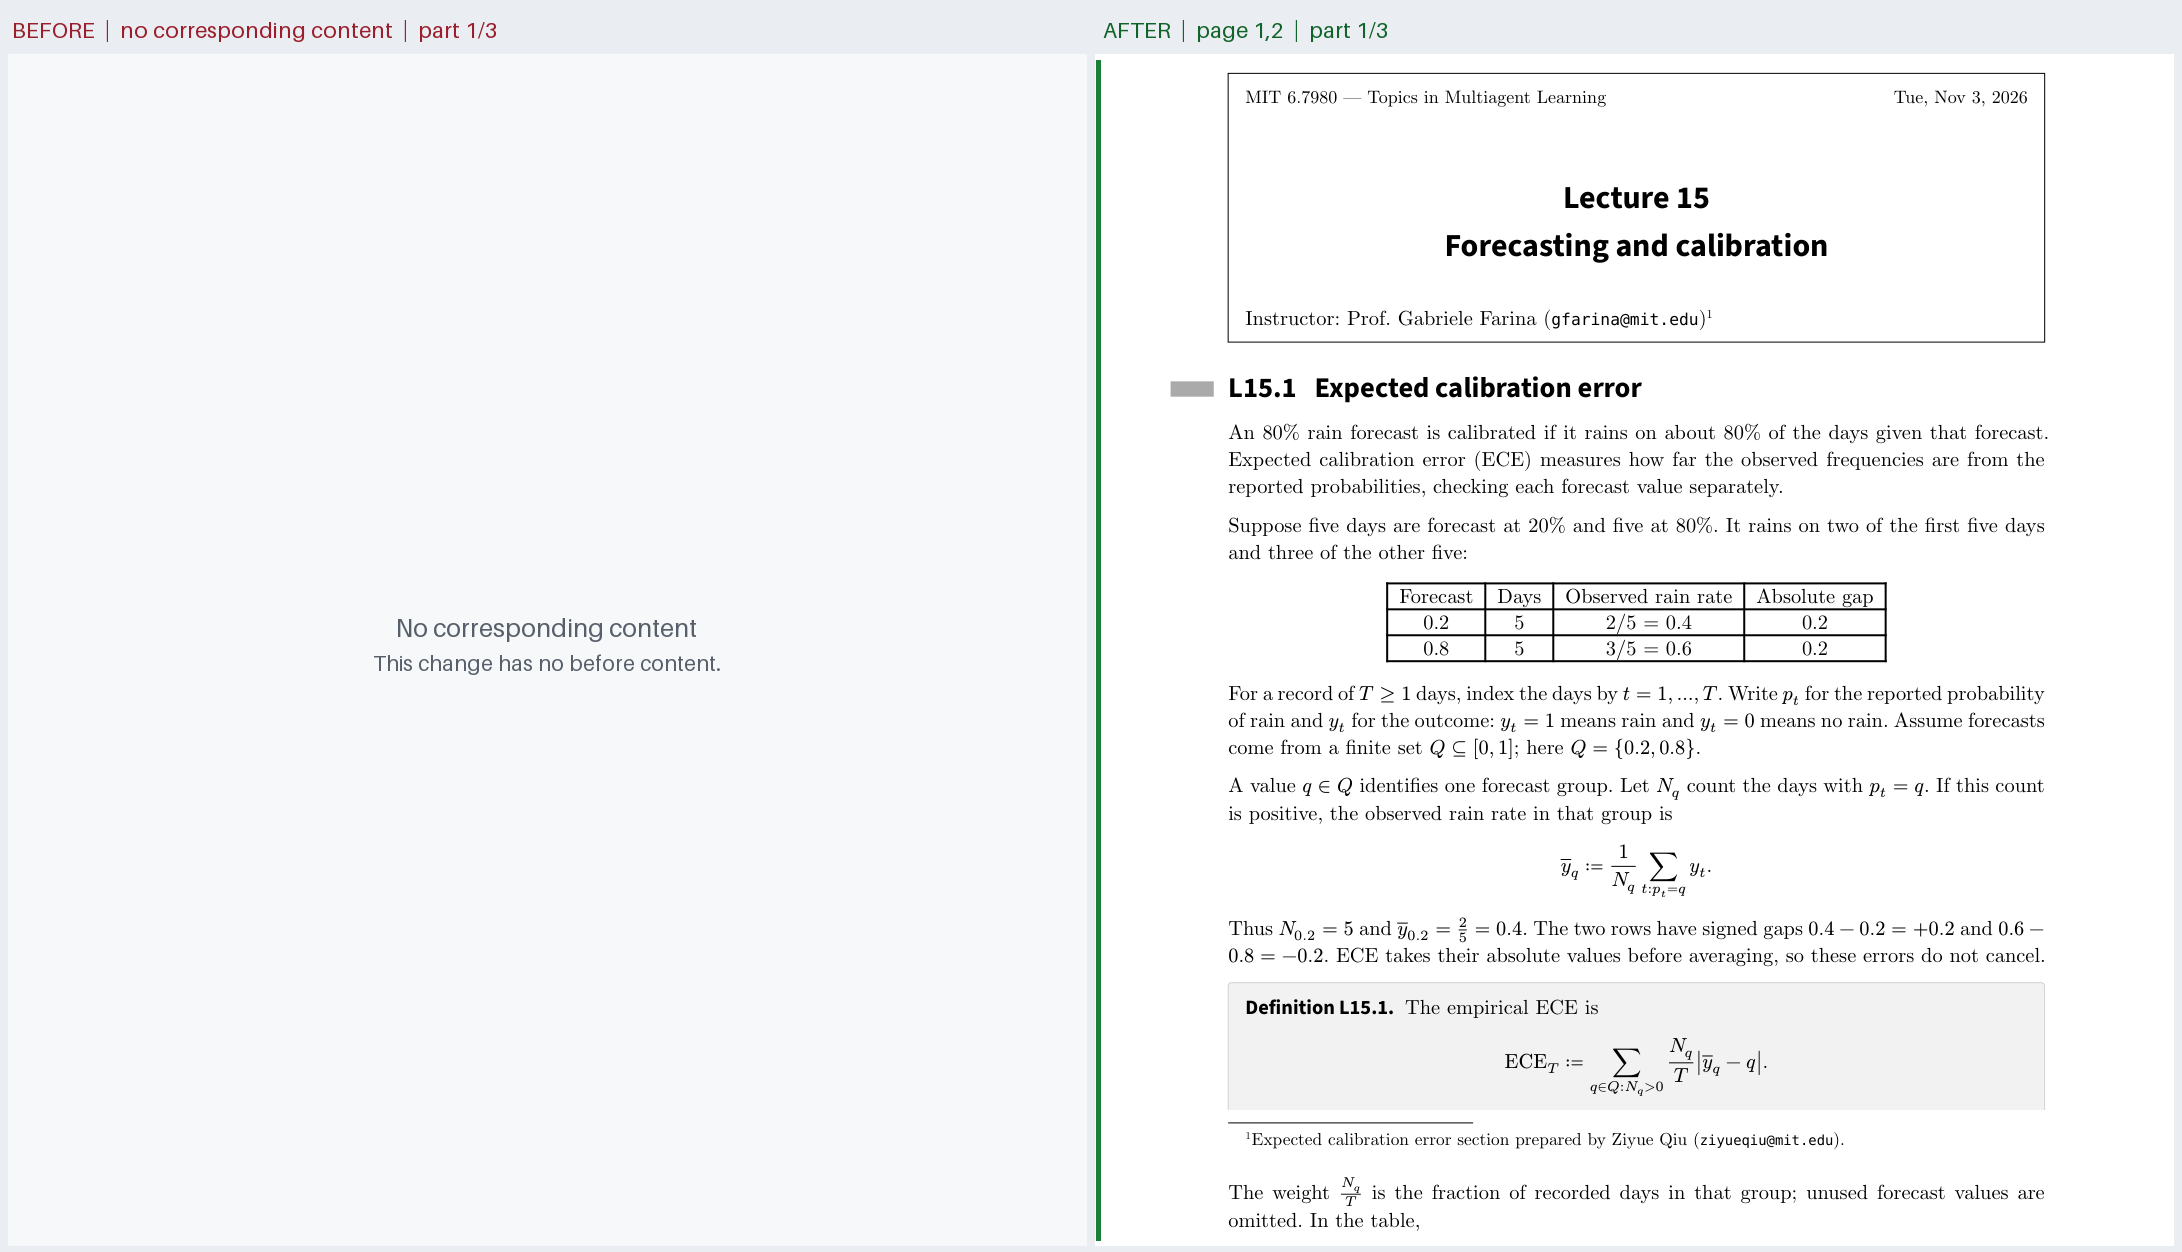 BEFORE | no corresponding content | part 1/3
No corresponding content
This change has no before content.
AFTER | page 1,2 | part 1/3
MIT 6.7980 — Topics in Multiagent Learning Tue, Nov 3, 2026
Lecture 15
Forecasting and calibration
Instructor: Prof. Gabriele Farina (gfarina@mit.edu)¹
L15.1 Expected calibration error
An 80% rain forecast is calibrated if it rains on about 80% of the days given that forecast.
Expected calibration error (ECE) measures how far the observed frequencies are from the
reported probabilities, checking each forecast value separately.
Suppose five days are forecast at 20% and five at 80%. It rains on two of the first five days
and three of the other five:
Forecast Days Observed rain rate Absolute gap
0.2 5 2/5 = 0.4 0.2
0.8 5 3/5 = 0.6 0.2
For a record of T ≥ 1 days, index the days by t = 1, ..., T. Write p_t for the reported probability
of rain and y_t for the outcome: y_t = 1 means rain and y_t = 0 means no rain. Assume forecasts
come from a finite set Q ⊆ [0, 1]; here Q = {0.2, 0.8}.
A value q ∈ Q identifies one forecast group. Let N_q count the days with p_t = q. If this count
is positive, the observed rain rate in that group is
ȳ_q ≔ 1/N_q ∑_{t:p_t=q} y_t.
Thus N_{0.2} = 5 and ȳ_{0.2} = 2/5 = 0.4. The two rows have signed gaps 0.4 − 0.2 = +0.2 and 0.6 −
0.8 = −0.2. ECE takes their absolute values before averaging, so these errors do not cancel.
Definition L15.1. The empirical ECE is
ECE_T ≔ ∑_{q∈Q:N_q>0} N_q/T |ȳ_q − q|.
¹Expected calibration error section prepared by Ziyue Qiu (ziyueqiu@mit.edu).
The weight N_q/T is the fraction of recorded days in that group; unused forecast values are
omitted. In the table,